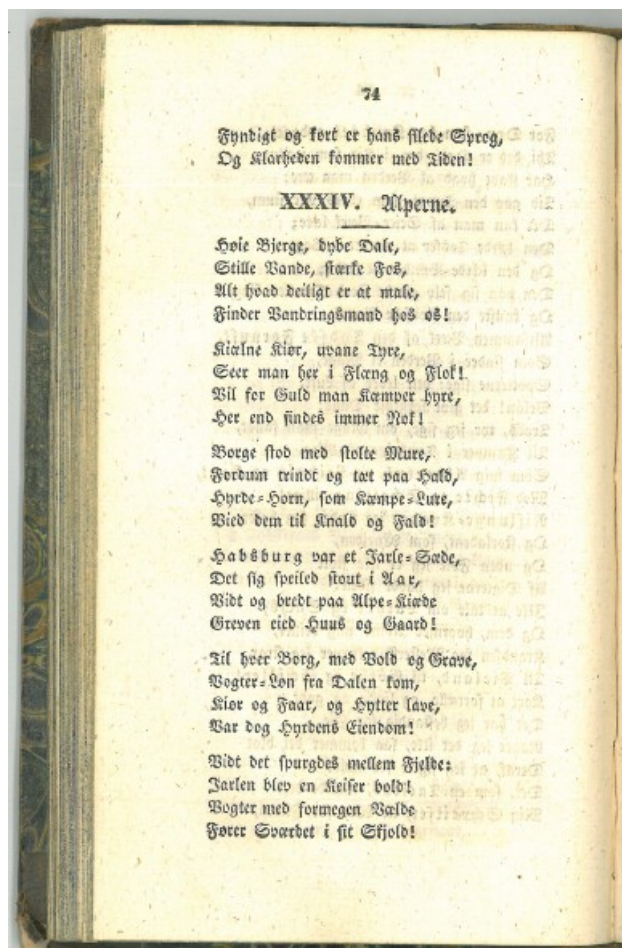 74
Fyndigt og kort er hans filede Sprog,
Og Klarheden kommer med Tiden!
XXXIV. Alperne.
Høie Bjerge, dybe Dale,
Stille Vande, stærke Fos,
Alt hvad deiligt er at male,
Finder Vandringsmand hos os!
Kiælne Kiør, uvane Tyre,
Seer man her i Flæng og Flok!
Vil for Guld man Kæmper hyre,
Her end findes immer Nok!
Borge stod med stolte Mure,
Fordum trindt og tæt paa Hald,
Hyrde-Horn, som Kæmpe-Lure,
Vied dem til Knald og Fald!
Habsburg var et Jarle-Sæde,
Det sig speiled stout i Aar,
Vidt og bredt paa Alpe-Kiæde
Greven eied Huus og Gaard!
Til hver Borg, med Vold og Grave,
Vogter-Løn fra Dalen kom,
Kiør og Faar, og Hytter lave,
Var dog Hyrdens Eiendom!
Vidt det spurgdes mellem Fjelde:
Jarlen blev en Keiser bold!
Vogter med formegen Vælde
Fører Sværdet i sit Skjold!